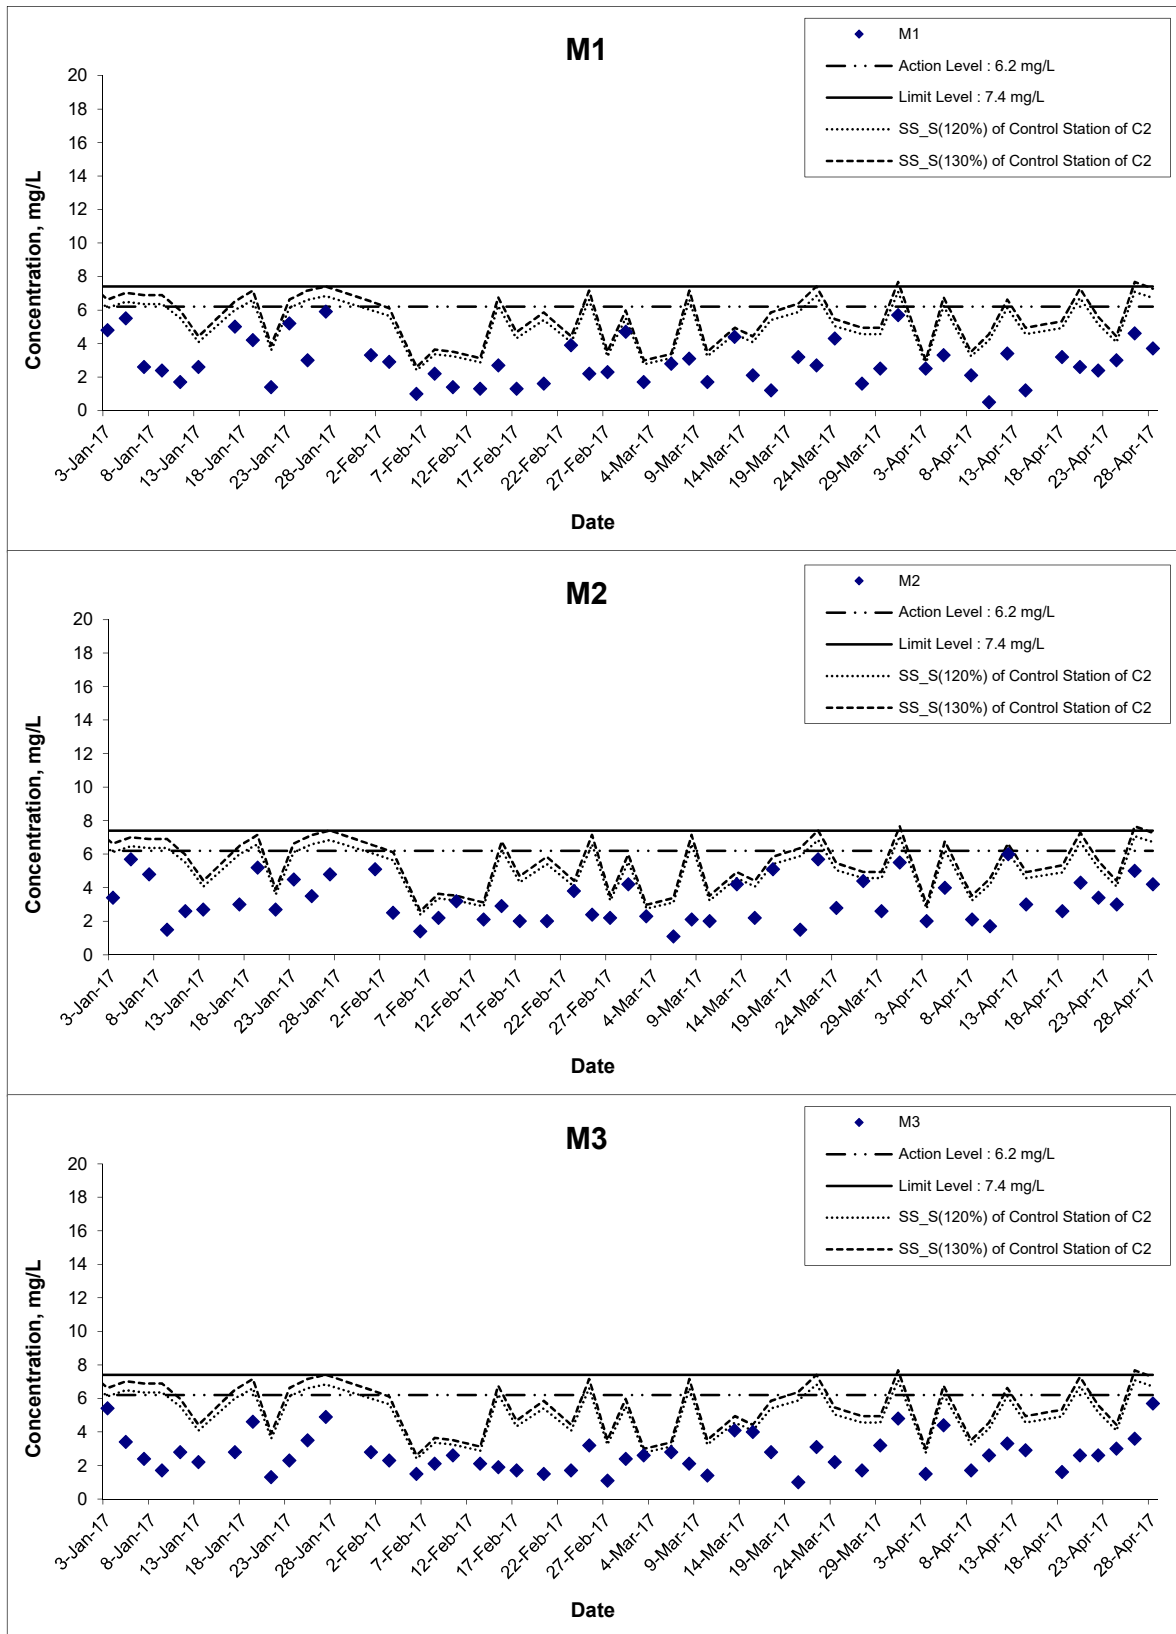 M1
M1
Action Level : 6.2 mg/L
Limit Level : 7.4 mg/L
SS_S(120%) of Control Station of C2
SS_S(130%) of Control Station of C2
Concentration, mg/L
20
18
16
14
12
10
8
6
4
2
0
3-Jan-17
8-Jan-17
13-Jan-17
18-Jan-17
23-Jan-17
28-Jan-17
2-Feb-17
7-Feb-17
12-Feb-17
17-Feb-17
22-Feb-17
27-Feb-17
4-Mar-17
9-Mar-17
14-Mar-17
19-Mar-17
24-Mar-17
29-Mar-17
3-Apr-17
8-Apr-17
13-Apr-17
18-Apr-17
23-Apr-17
28-Apr-17
Date
M2
M2
Action Level : 6.2 mg/L
Limit Level : 7.4 mg/L
SS_S(120%) of Control Station of C2
SS_S(130%) of Control Station of C2
Concentration, mg/L
20
18
16
14
12
10
8
6
4
2
0
3-Jan-17
8-Jan-17
13-Jan-17
18-Jan-17
23-Jan-17
28-Jan-17
2-Feb-17
7-Feb-17
12-Feb-17
17-Feb-17
22-Feb-17
27-Feb-17
4-Mar-17
9-Mar-17
14-Mar-17
19-Mar-17
24-Mar-17
29-Mar-17
3-Apr-17
8-Apr-17
13-Apr-17
18-Apr-17
23-Apr-17
28-Apr-17
Date
M3
M3
Action Level : 6.2 mg/L
Limit Level : 7.4 mg/L
SS_S(120%) of Control Station of C2
SS_S(130%) of Control Station of C2
Concentration, mg/L
20
18
16
14
12
10
8
6
4
2
0
3-Jan-17
8-Jan-17
13-Jan-17
18-Jan-17
23-Jan-17
28-Jan-17
2-Feb-17
7-Feb-17
12-Feb-17
17-Feb-17
22-Feb-17
27-Feb-17
4-Mar-17
9-Mar-17
14-Mar-17
19-Mar-17
24-Mar-17
29-Mar-17
3-Apr-17
8-Apr-17
13-Apr-17
18-Apr-17
23-Apr-17
28-Apr-17
Date